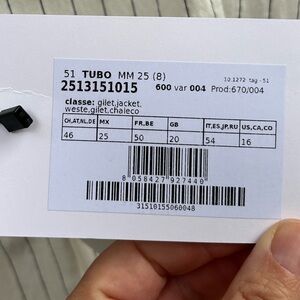 51 TUBO MM 25 (8) 10.1272 tag · 51
2513151015 600 var 004 Prod:670/004
classe: gilet.jacket.
weste.gilet.chaleco
CH,AT,NL,DE MX FR.BE GB IT,ES,JP,RU US,CA,CO
46 25 50 20 54 16
8 058427 927440
31510155060048